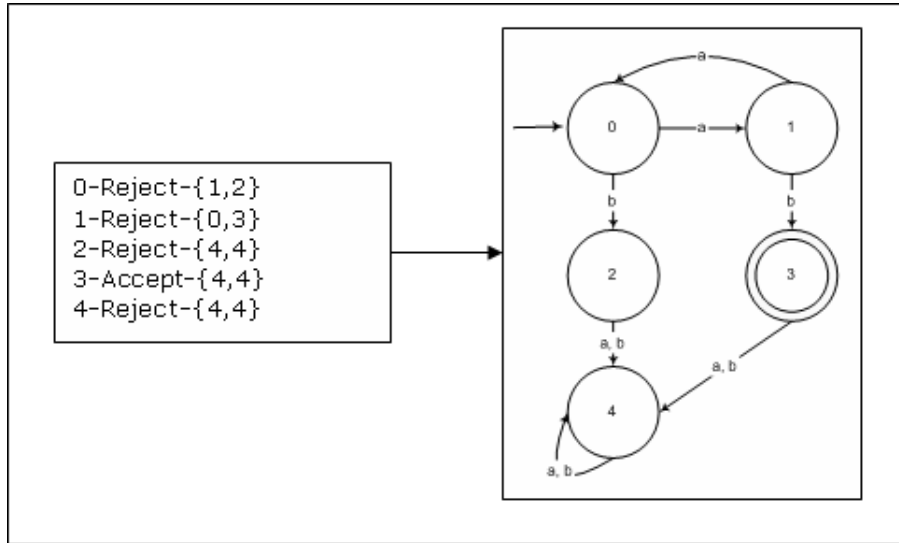 0-Reject-{1,2}
1-Reject-{0,3}
2-Reject-{4,4}
3-Accept-{4,4}
4-Reject-{4,4}
a
0
a
1
b
b
2
3
a, b
a, b
4
a, b